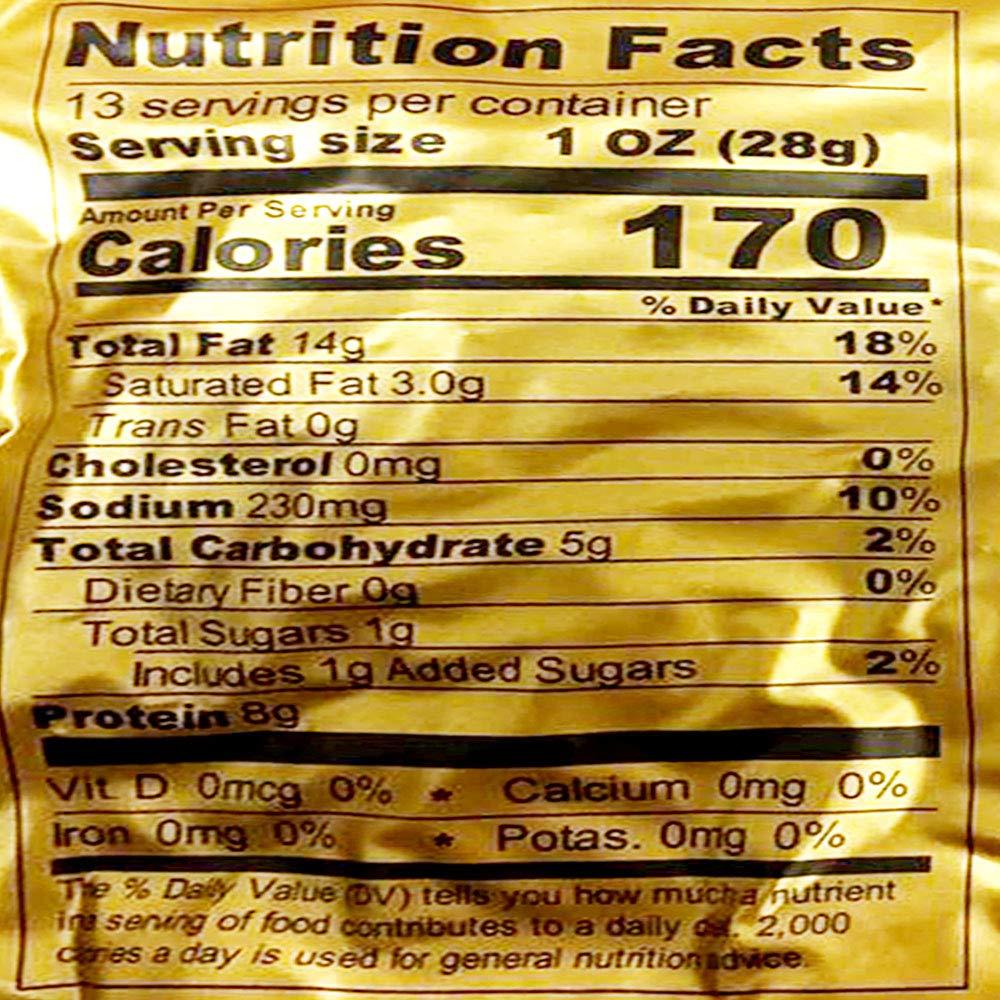 Nutrition Facts
13 servings per container
Serving size 1 OZ (28g)
Amount Per Serving
Calories 170
% Daily Value*
Total Fat 14g 18%
Saturated Fat 3.0g 14%
Trans Fat 0g
Cholesterol 0mg 0%
Sodium 230mg 10%
Total Carbohydrate 5g 2%
Dietary Fiber 0g 0%
Total Sugars 1g
Includes 1g Added Sugars 2%
Protein 8g
Vit. D 0mcg 0% * Calcium 0mg 0%
Iron 0mg 0% * Potas. 0mg 0%
The % Daily Value (DV) tells you how much a nutrient
serving of food contributes to a daily 2,000
a day is used for general nutrition advice.